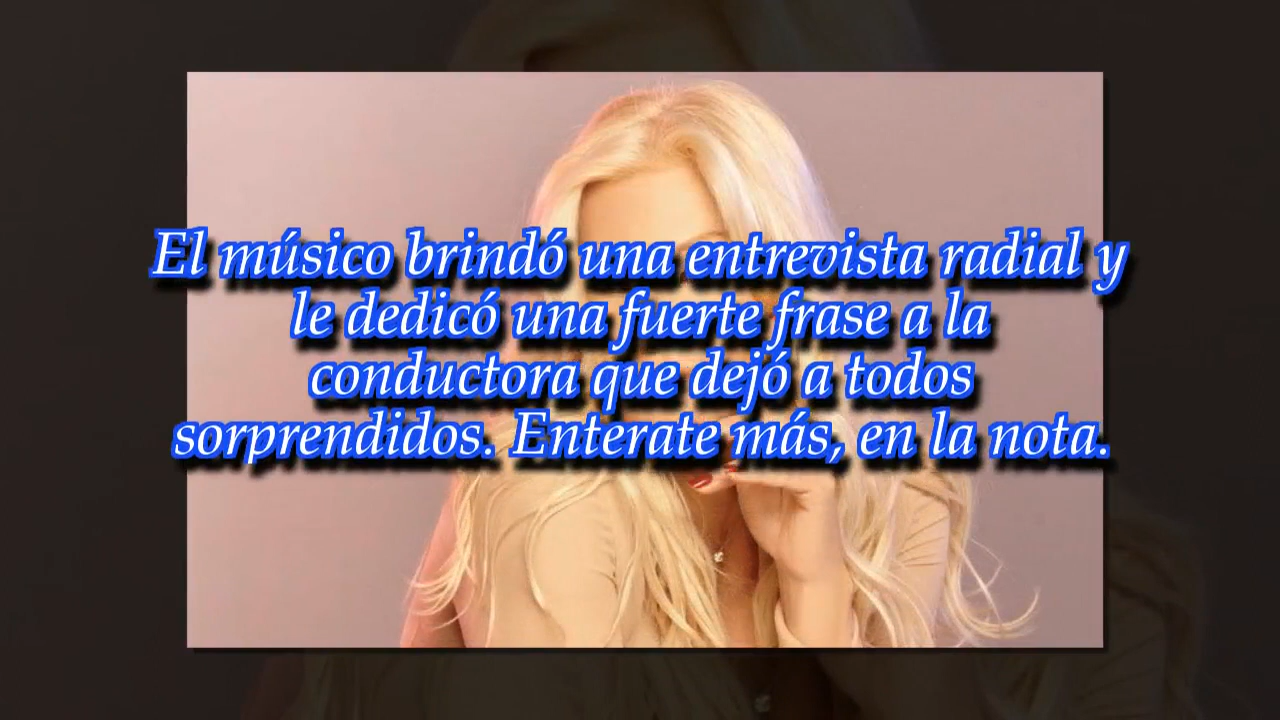 El músico brindó una entrevista radial y
le dedicó una fuerte frase a la
conductora que dejó a todos
sorprendidos. Enterate más, en la nota.